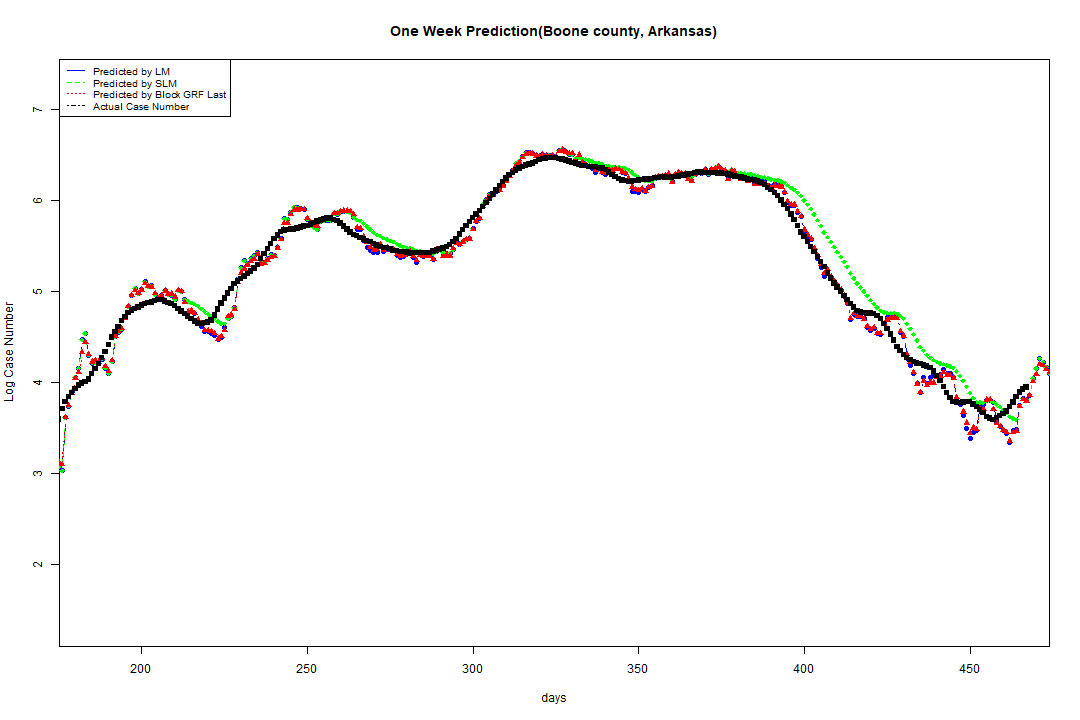 One Week Prediction(Boone county, Arkansas)
Predicted by LM
Predicted by SLM
Predicted by Block GRF Last
Actual Case Number
7
6
5
4
3
2
Log Case Number
200 250 300 350 400 450
days